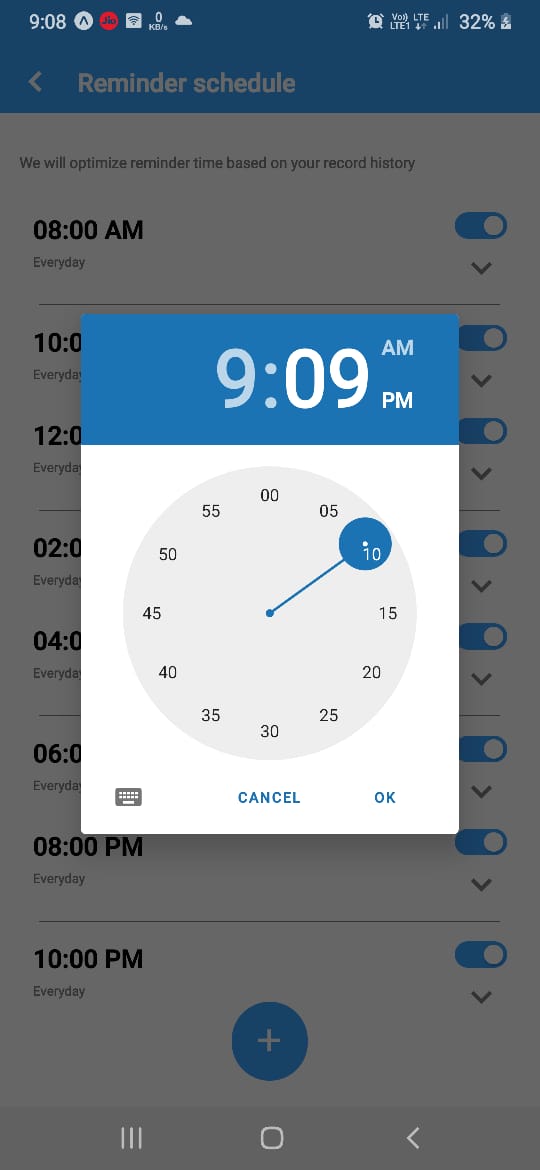 9:08 Jio 0 KB/s Vo) LTE LTE1 32%
Reminder schedule
We will optimize reminder time based on your record history
08:00 AM
Everyday
10:0
Everyday
12:0
Everyday
02:0
Everyday
04:0
Everyday
06:0
Everyday
9:09 AM PM
00
55 05
50 10
45 15
40 20
35 25
30
CANCEL OK
08:00 PM
Everyday
10:00 PM
Everyday
+